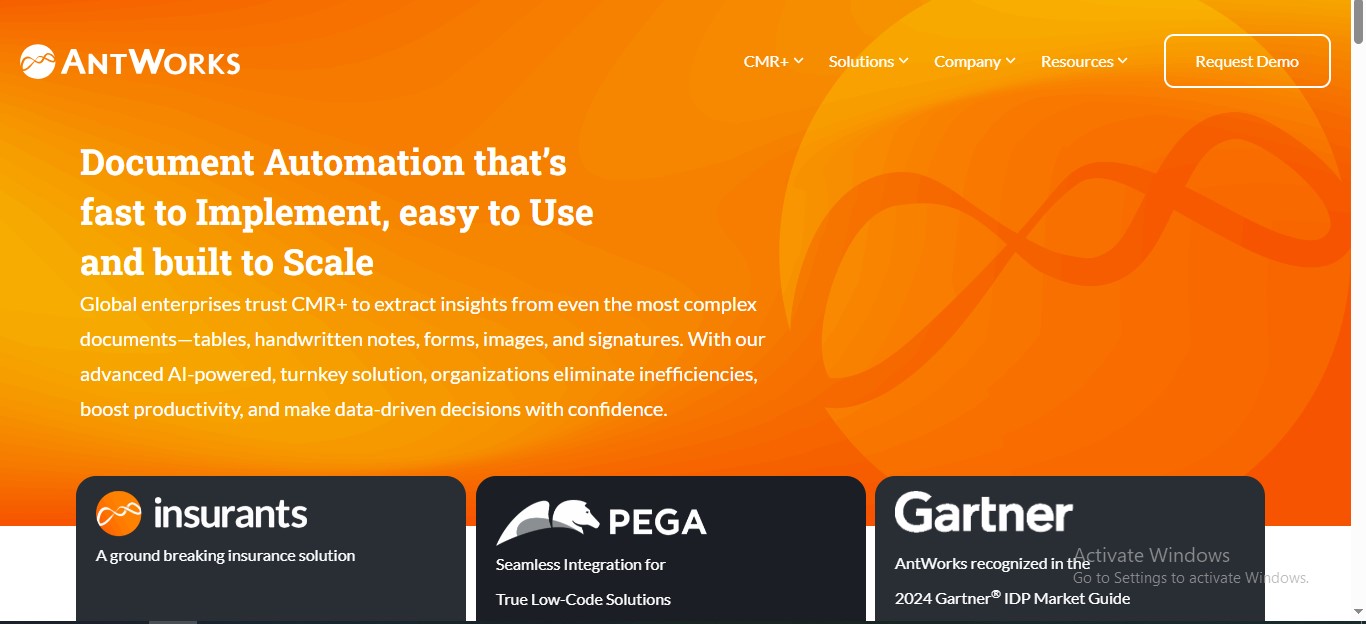 ANTWORKS
CMR+
Solutions
Company
Resources
Request Demo
Document Automation that’s
fast to Implement, easy to Use
and built to Scale
Global enterprises trust CMR+ to extract insights from even the most complex
documents—tables, handwritten notes, forms, images, and signatures. With our
advanced AI-powered, turnkey solution, organizations eliminate inefficiencies,
boost productivity, and make data-driven decisions with confidence.
insurants
A ground breaking insurance solution
PEGA
Seamless Integration for
True Low-Code Solutions
Gartner
AntWorks recognized in the
2024 Gartner® IDP Market Guide
Activate Windows
Go to Settings to activate Windows.